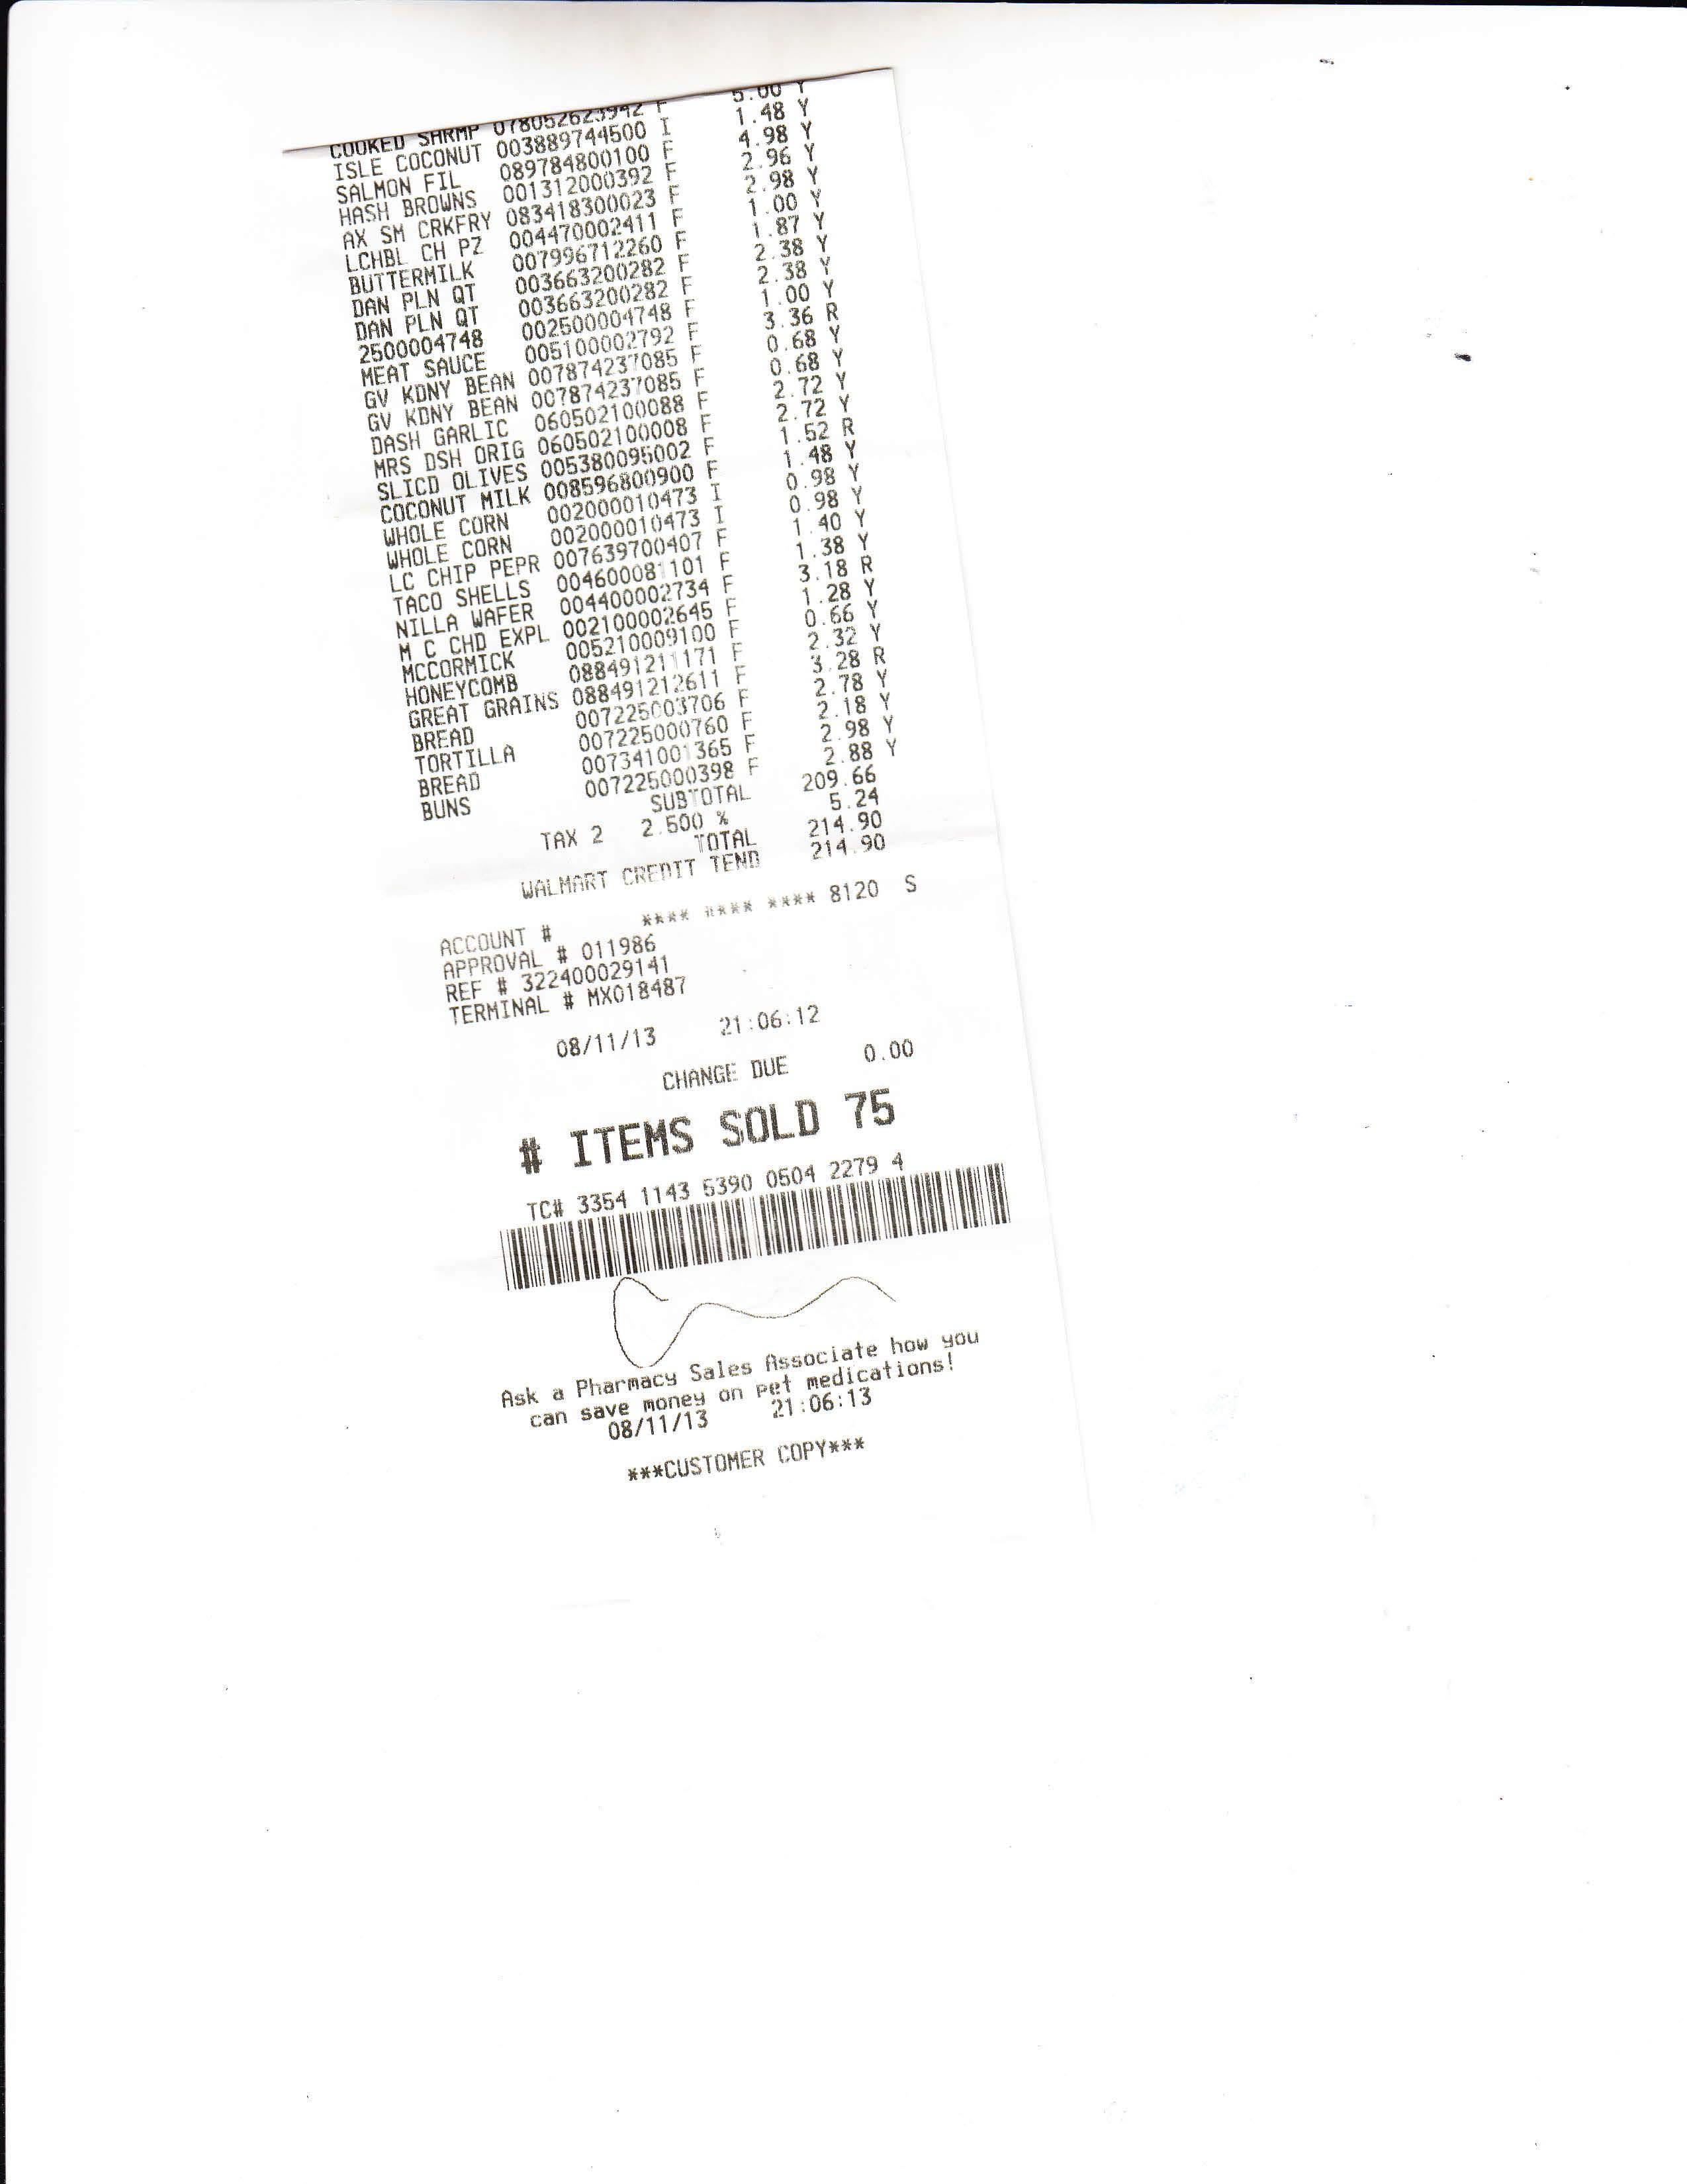 COOKED SHRMP 078052623942 F 5.00 Y
ISLE COCONUT 003889744500 I 1.48 Y
SALMON FIL 089784800100 F 4.98 Y
HASH BROWNS 001312000392 F 2.96 Y
AX SM CRKFRY 083418300023 F 2.98 Y
LCHBL CH PZ 004470002411 F 1.00 Y
BUTTERMILK 007996712260 F 1.87 Y
DAN PLN QT 003663200282 F 2.38 Y
DAN PLN QT 003663200282 F 2.38 Y
2500004748 002500004748 F 1.00 Y
MEAT SAUCE 005100002792 F 3.36 R
GV KDNY BEAN 007874237085 F 0.68 Y
GV KDNY BEAN 007874237085 F 0.68 Y
DASH GARLIC 060502100088 F 2.72 Y
MRS DSH ORIG 060502100008 F 2.72 Y
SLICD OLIVES 005380095002 F 1.52 R
COCONUT MILK 008596800900 F 1.48 Y
WHOLE CORN 002000010473 I 0.98 Y
WHOLE CORN 002000010473 I 0.98 Y
LC CHIP PEPR 007639700407 F 1.40 Y
TACO SHELLS 004600081101 F 1.38 Y
NILLA WAFER 004400002734 F 3.18 R
M C CHD EXPL 002100002645 F 1.28 Y
MCCORMICK 005210009100 F 0.66 Y
HONEYCOMB 088491211171 F 2.32 Y
GREAT GRAINS 088491212611 F 3.28 R
BREAD 007225003706 F 2.78 Y
TORTILLA 007225000760 F 2.18 Y
BREAD 007341001365 F 2.98 Y
BUNS 007225000398 F 2.88 Y
SUBTOTAL 209.66
TAX 2 2.500 % 5.24
TOTAL 214.90
WALMART CREDIT TEND 214.90
ACCOUNT # **** **** **** 8120 S
APPROVAL # 011986
REF # 322400029141
TERMINAL # MX018487
08/11/13 21:06:12
CHANGE DUE 0.00
# ITEMS SOLD 75
TC# 3354 1143 5390 0504 2279 4
Ask a Pharmacy Sales Associate how you
can save money on pet medications!
08/11/13 21:06:13
***CUSTOMER COPY***